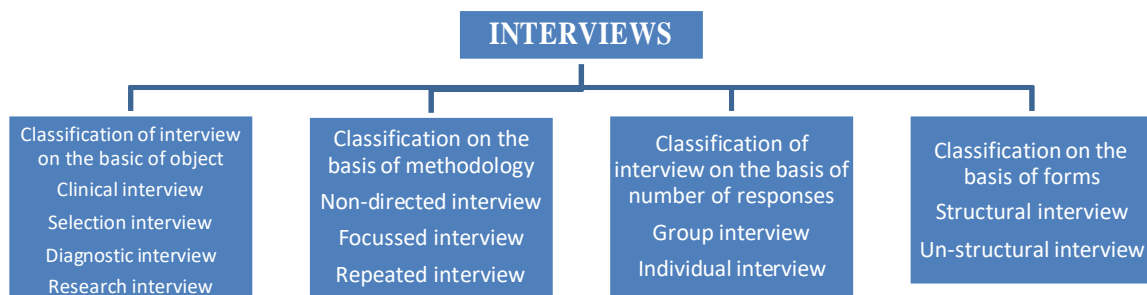 INTERVIEWS
Classification of interview
on the basic of object
Clinical interview
Selection interview
Diagnostic interview
Research interview
Classification on the
basis of methodology
Non-directed interview
Focussed interview
Repeated interview
Classification of
interview on the basis of
number of responses
Group interview
Individual interview
Classification on the
basis of forms
Structural interview
Un-structural interview